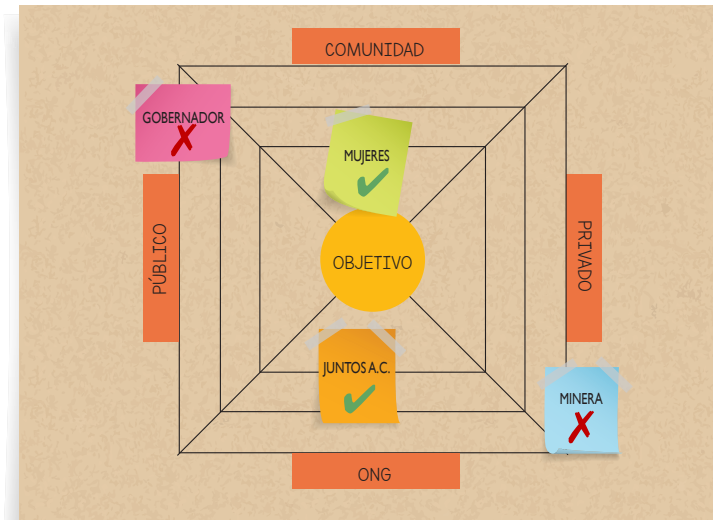 COMUNIDAD
GOBERNADOR
MUJERES
PÚBLICO
OBJETIVO
PRIVADO
JUNTOS A.C.
MINERA
ONG